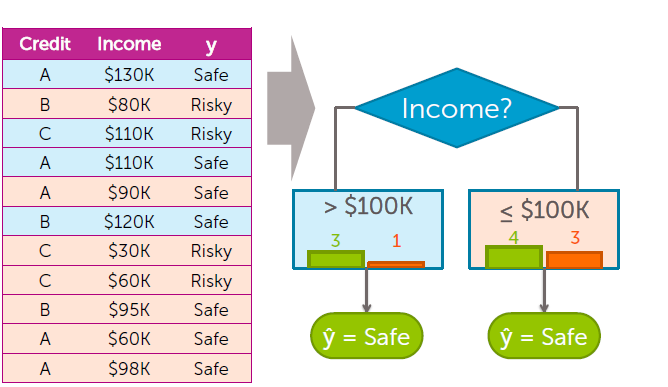 Credit Income y
A $130K Safe
B $80K Risky
C $110K Risky
A $110K Safe
A $90K Safe
B $120K Safe
C $30K Risky
C $60K Risky
B $95K Safe
A $60K Safe
A $98K Safe
Income?
> $100K
3 1
ŷ = Safe
≤ $100K
4 3
ŷ = Safe